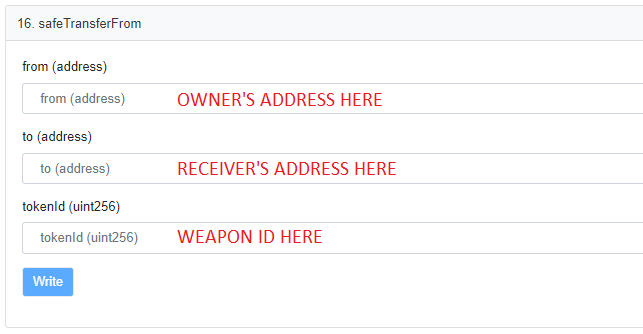 16. safeTransferFrom
from (address)
from (address) OWNER'S ADDRESS HERE
to (address)
to (address) RECEIVER'S ADDRESS HERE
tokenId (uint256)
tokenId (uint256) WEAPON ID HERE
Write